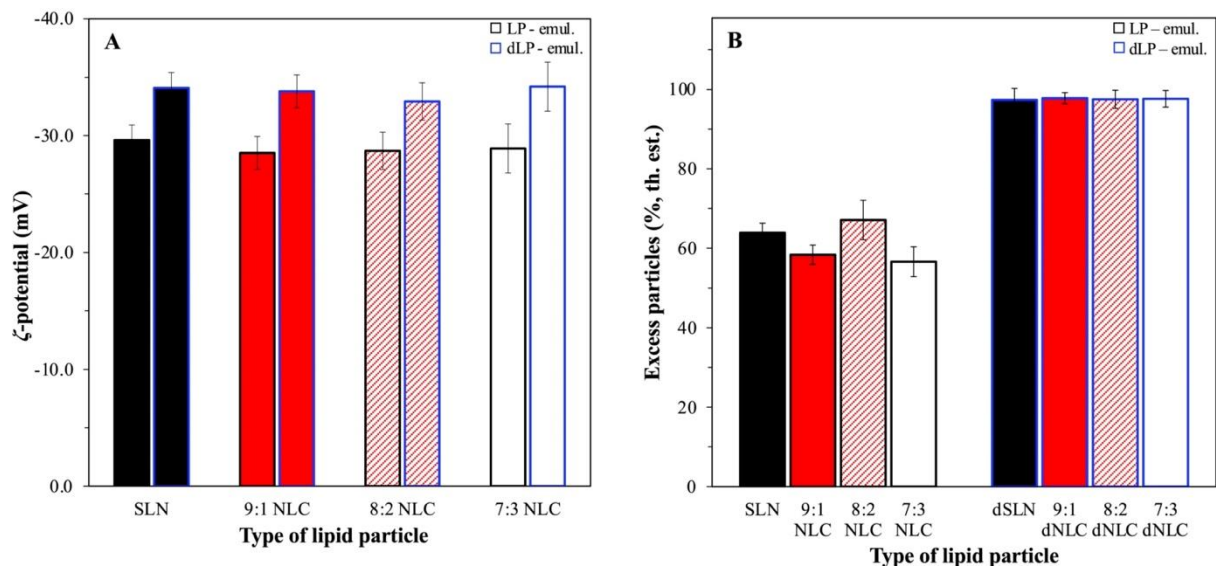 A
LP - emul.
dLP - emul.
-40.0
-30.0
-20.0
-10.0
0.0
ζ-potential (mV)
SLN
9:1 NLC
8:2 NLC
7:3 NLC
Type of lipid particle
B
LP – emul.
dLP – emul.
100
80
60
40
20
0
Excess particles (%, th. est.)
SLN 9:1 8:2 7:3 dSLN 9:1 8:2 7:3
NLC NLC NLC dNLC dNLC dNLC
Type of lipid particle